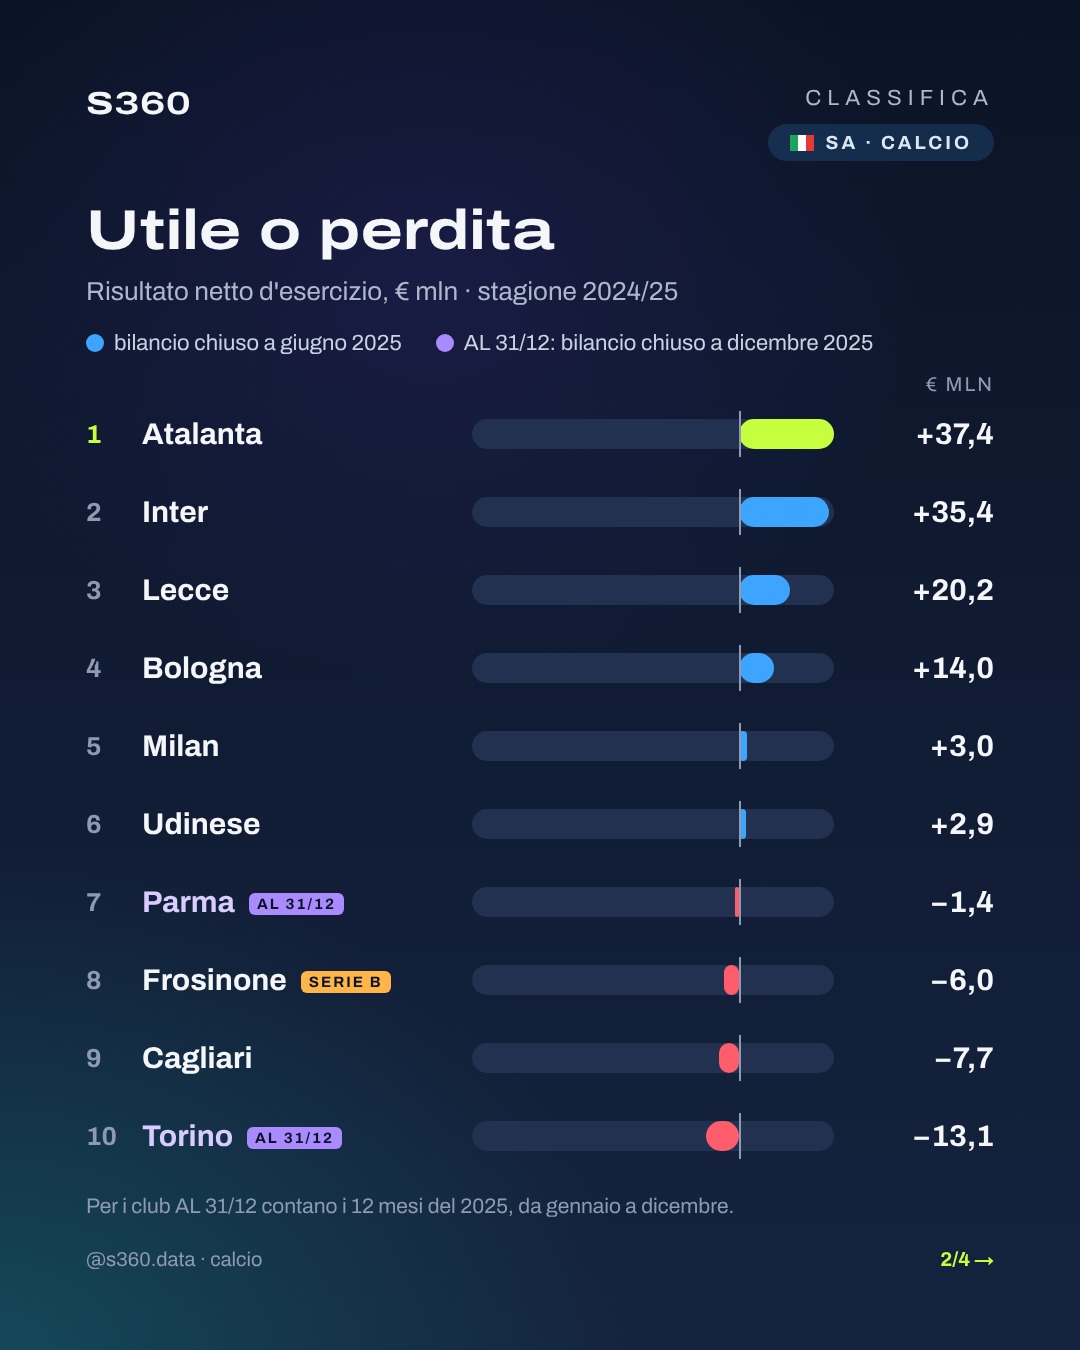 S360
CLASSIFICA
SA · CALCIO
Utile o perdita
Risultato netto d'esercizio, € mln · stagione 2024/25
bilancio chiuso a giugno 2025 AL 31/12: bilancio chiuso a dicembre 2025
€ MLN
1 Atalanta +37,4
2 Inter +35,4
3 Lecce +20,2
4 Bologna +14,0
5 Milan +3,0
6 Udinese +2,9
7 Parma AL 31/12 −1,4
8 Frosinone SERIE B −6,0
9 Cagliari −7,7
10 Torino AL 31/12 −13,1
Per i club AL 31/12 contano i 12 mesi del 2025, da gennaio a dicembre.
@s360.data · calcio 2/4 →